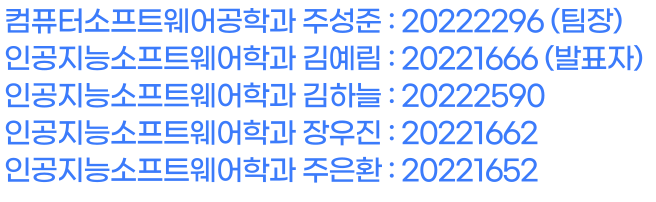 컴퓨터소프트웨어공학과 주성준 : 20222296 (팀장)
인공지능소프트웨어학과 김예림 : 20221666 (발표자)
인공지능소프트웨어학과 김하늘 : 20222590
인공지능소프트웨어학과 장우진 : 20221662
인공지능소프트웨어학과 주은환 : 20221652